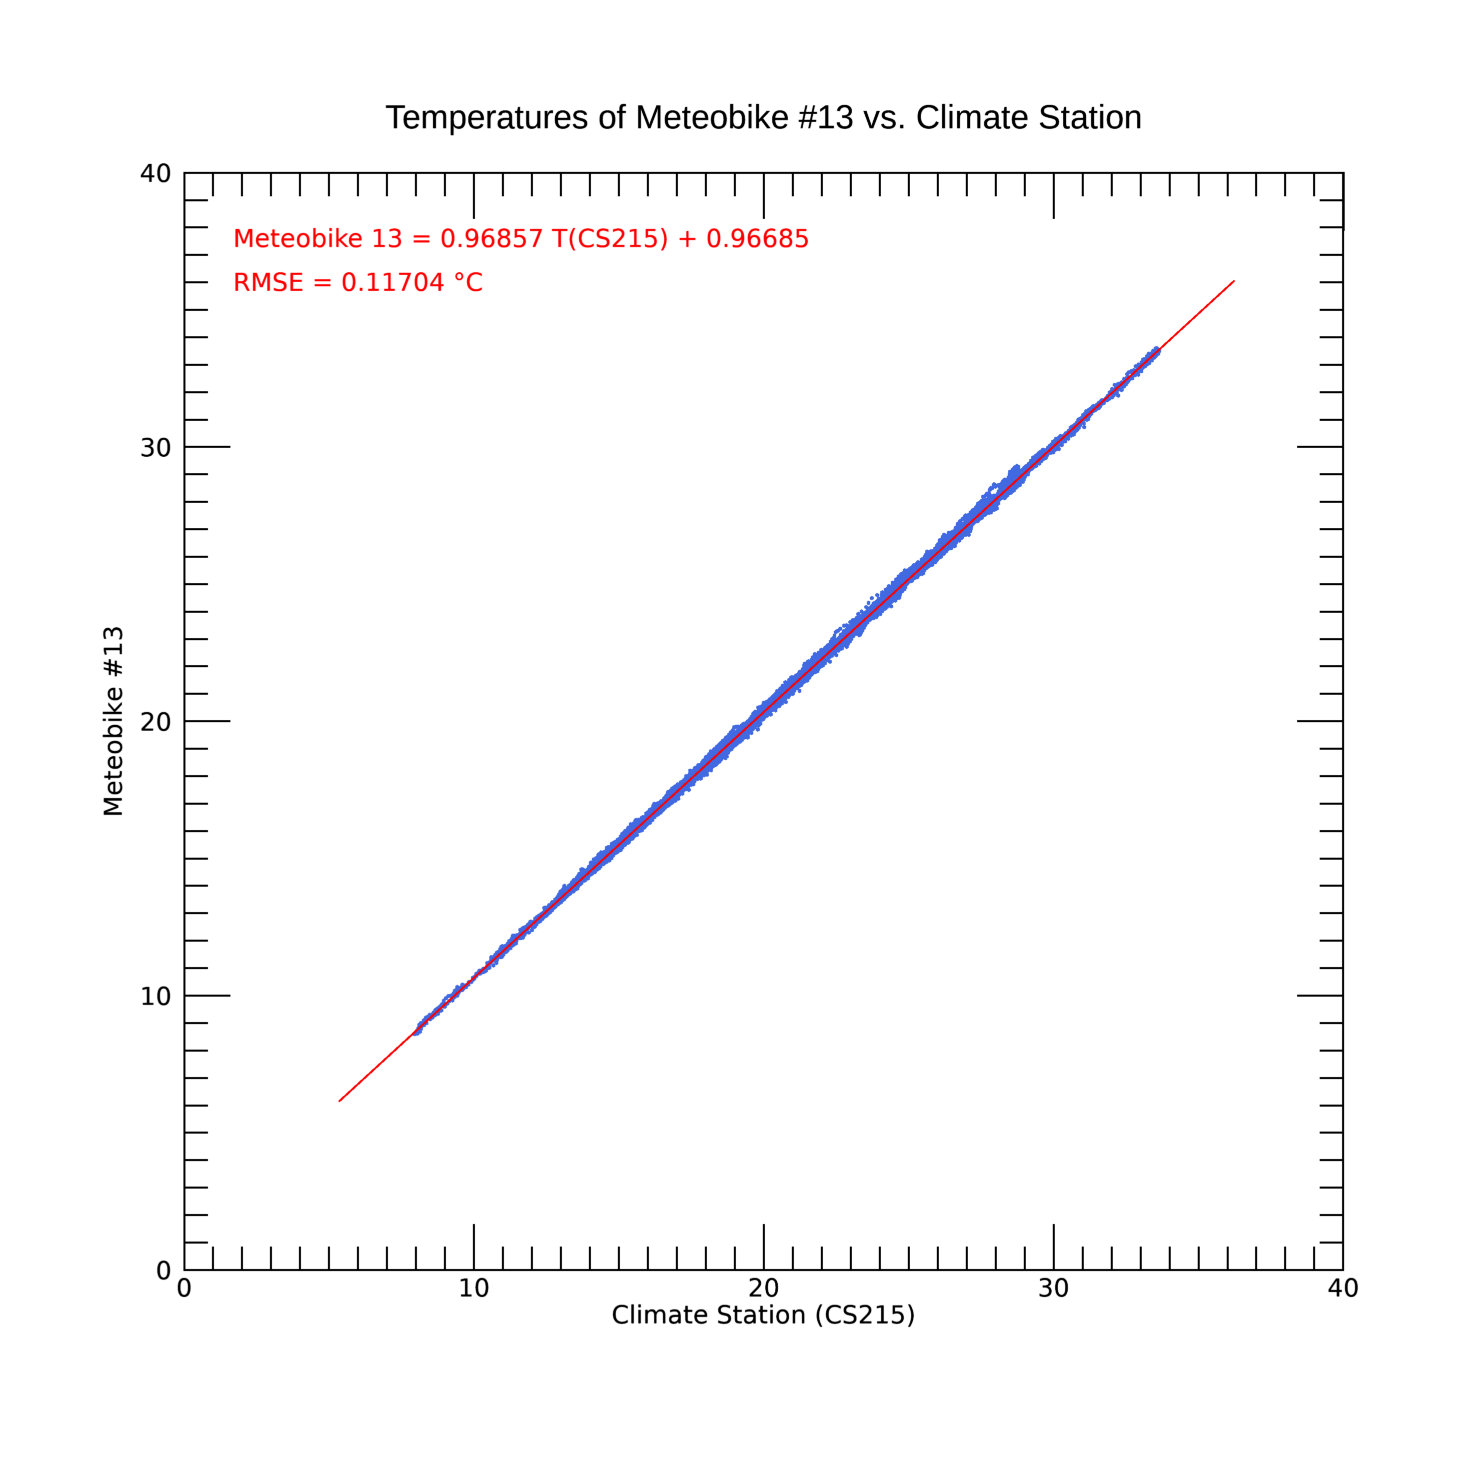 Temperatures of Meteobike #13 vs. Climate Station
40
Meteobike 13 = 0.96857 T(CS215) + 0.96685
RMSE = 0.11704 °C
30
Meteobike #13
20
10
0
0 10 20 30 40
Climate Station (CS215)